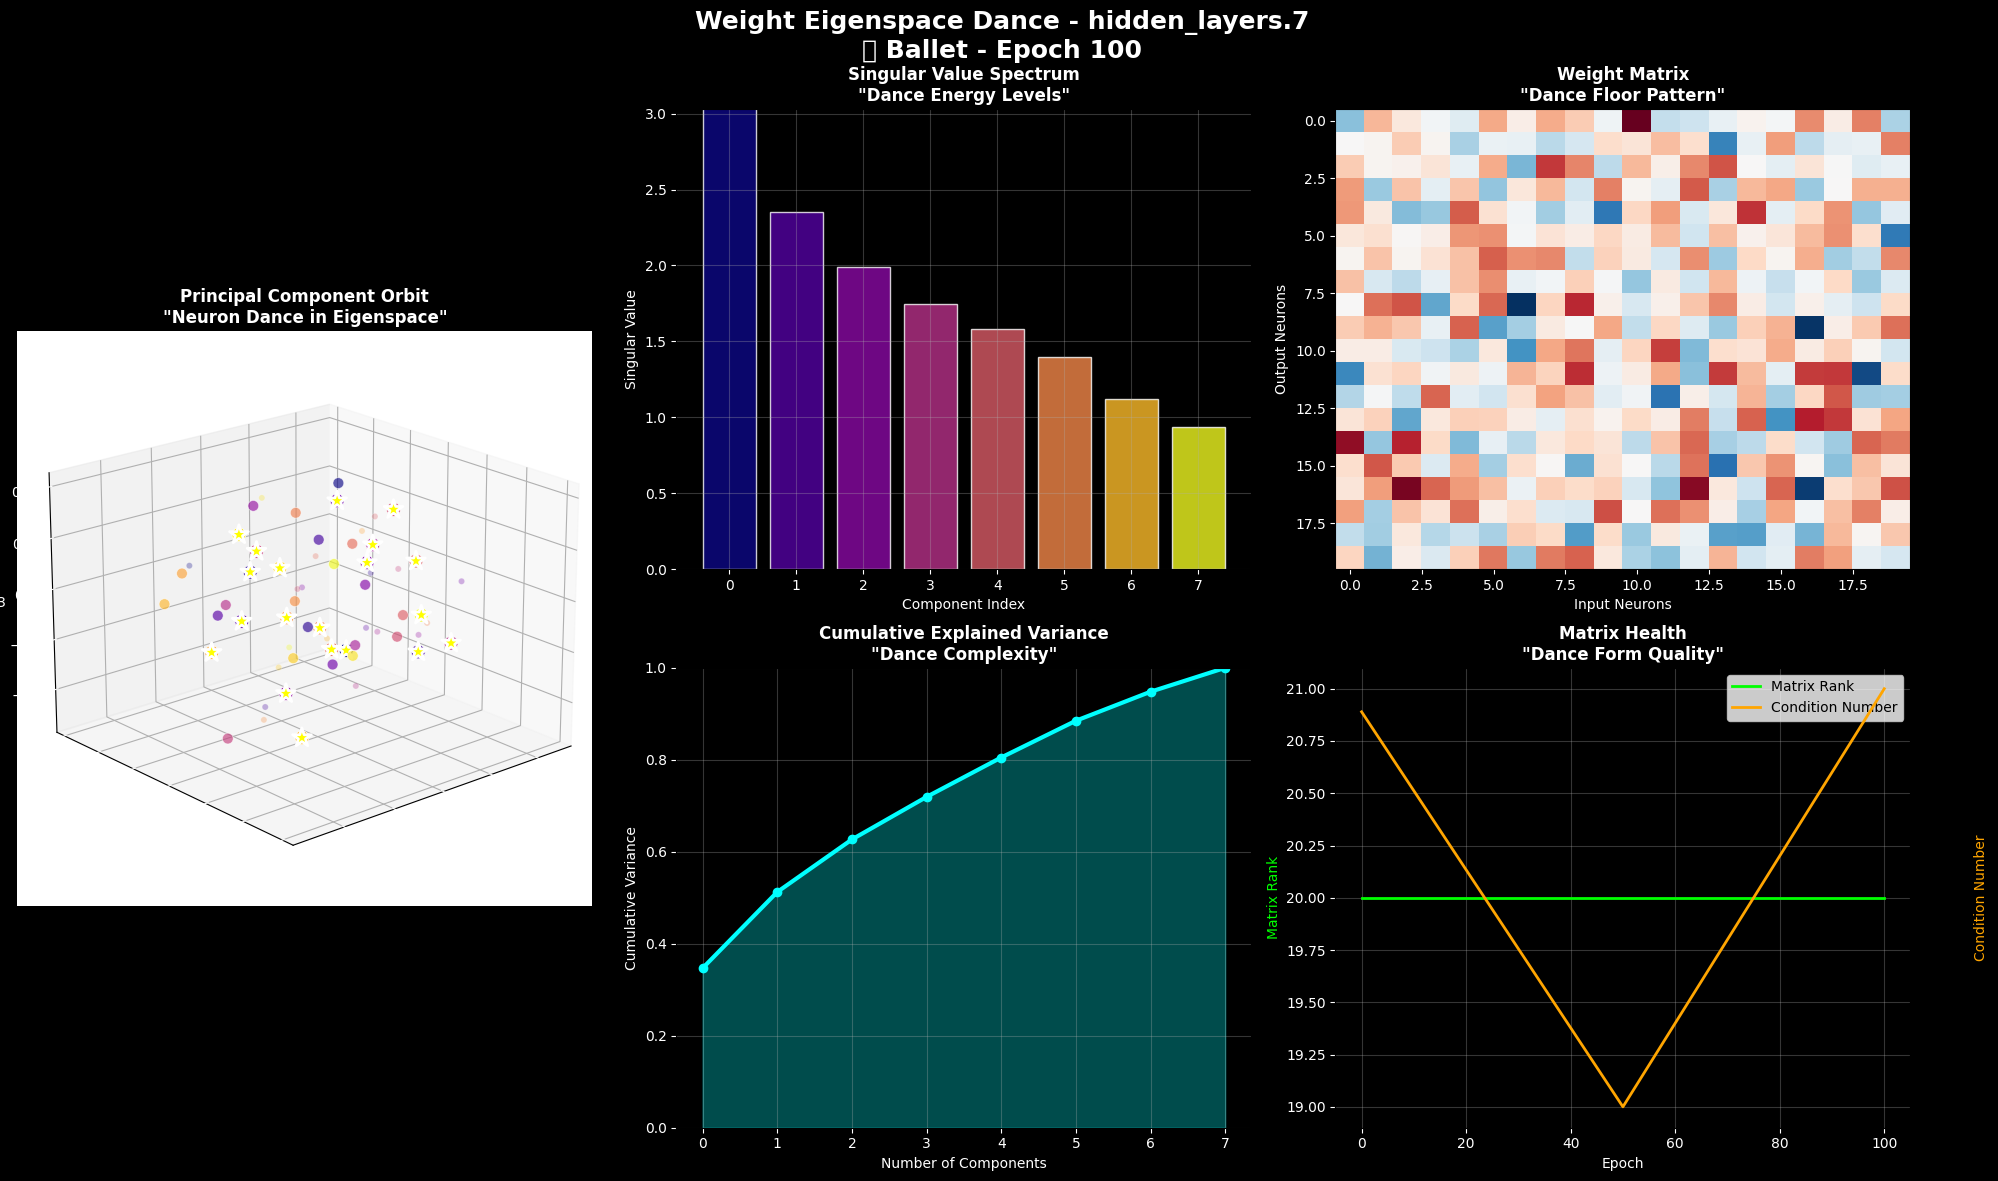 Weight Eigenspace Dance - hidden_layers.7
Ballet - Epoch 100
Principal Component Orbit
"Neuron Dance in Eigenspace"
Singular Value Spectrum
"Dance Energy Levels"
3.0
2.5
2.0
1.5
1.0
0.5
0.0
Singular Value
0 1 2 3 4 5 6 7
Component Index
Weight Matrix
"Dance Floor Pattern"
0.0
2.5
5.0
7.5
10.0
12.5
15.0
17.5
Output Neurons
0.0 2.5 5.0 7.5 10.0 12.5 15.0 17.5
Input Neurons
Cumulative Explained Variance
"Dance Complexity"
1.0
0.8
0.6
0.4
0.2
0.0
Cumulative Variance
0 1 2 3 4 5 6 7
Number of Components
Matrix Health
"Dance Form Quality"
Matrix Rank
Condition Number
21.00
20.75
20.50
20.25
20.00
19.75
19.50
19.25
19.00
Matrix Rank
Condition Number
0 20 40 60 80 100
Epoch